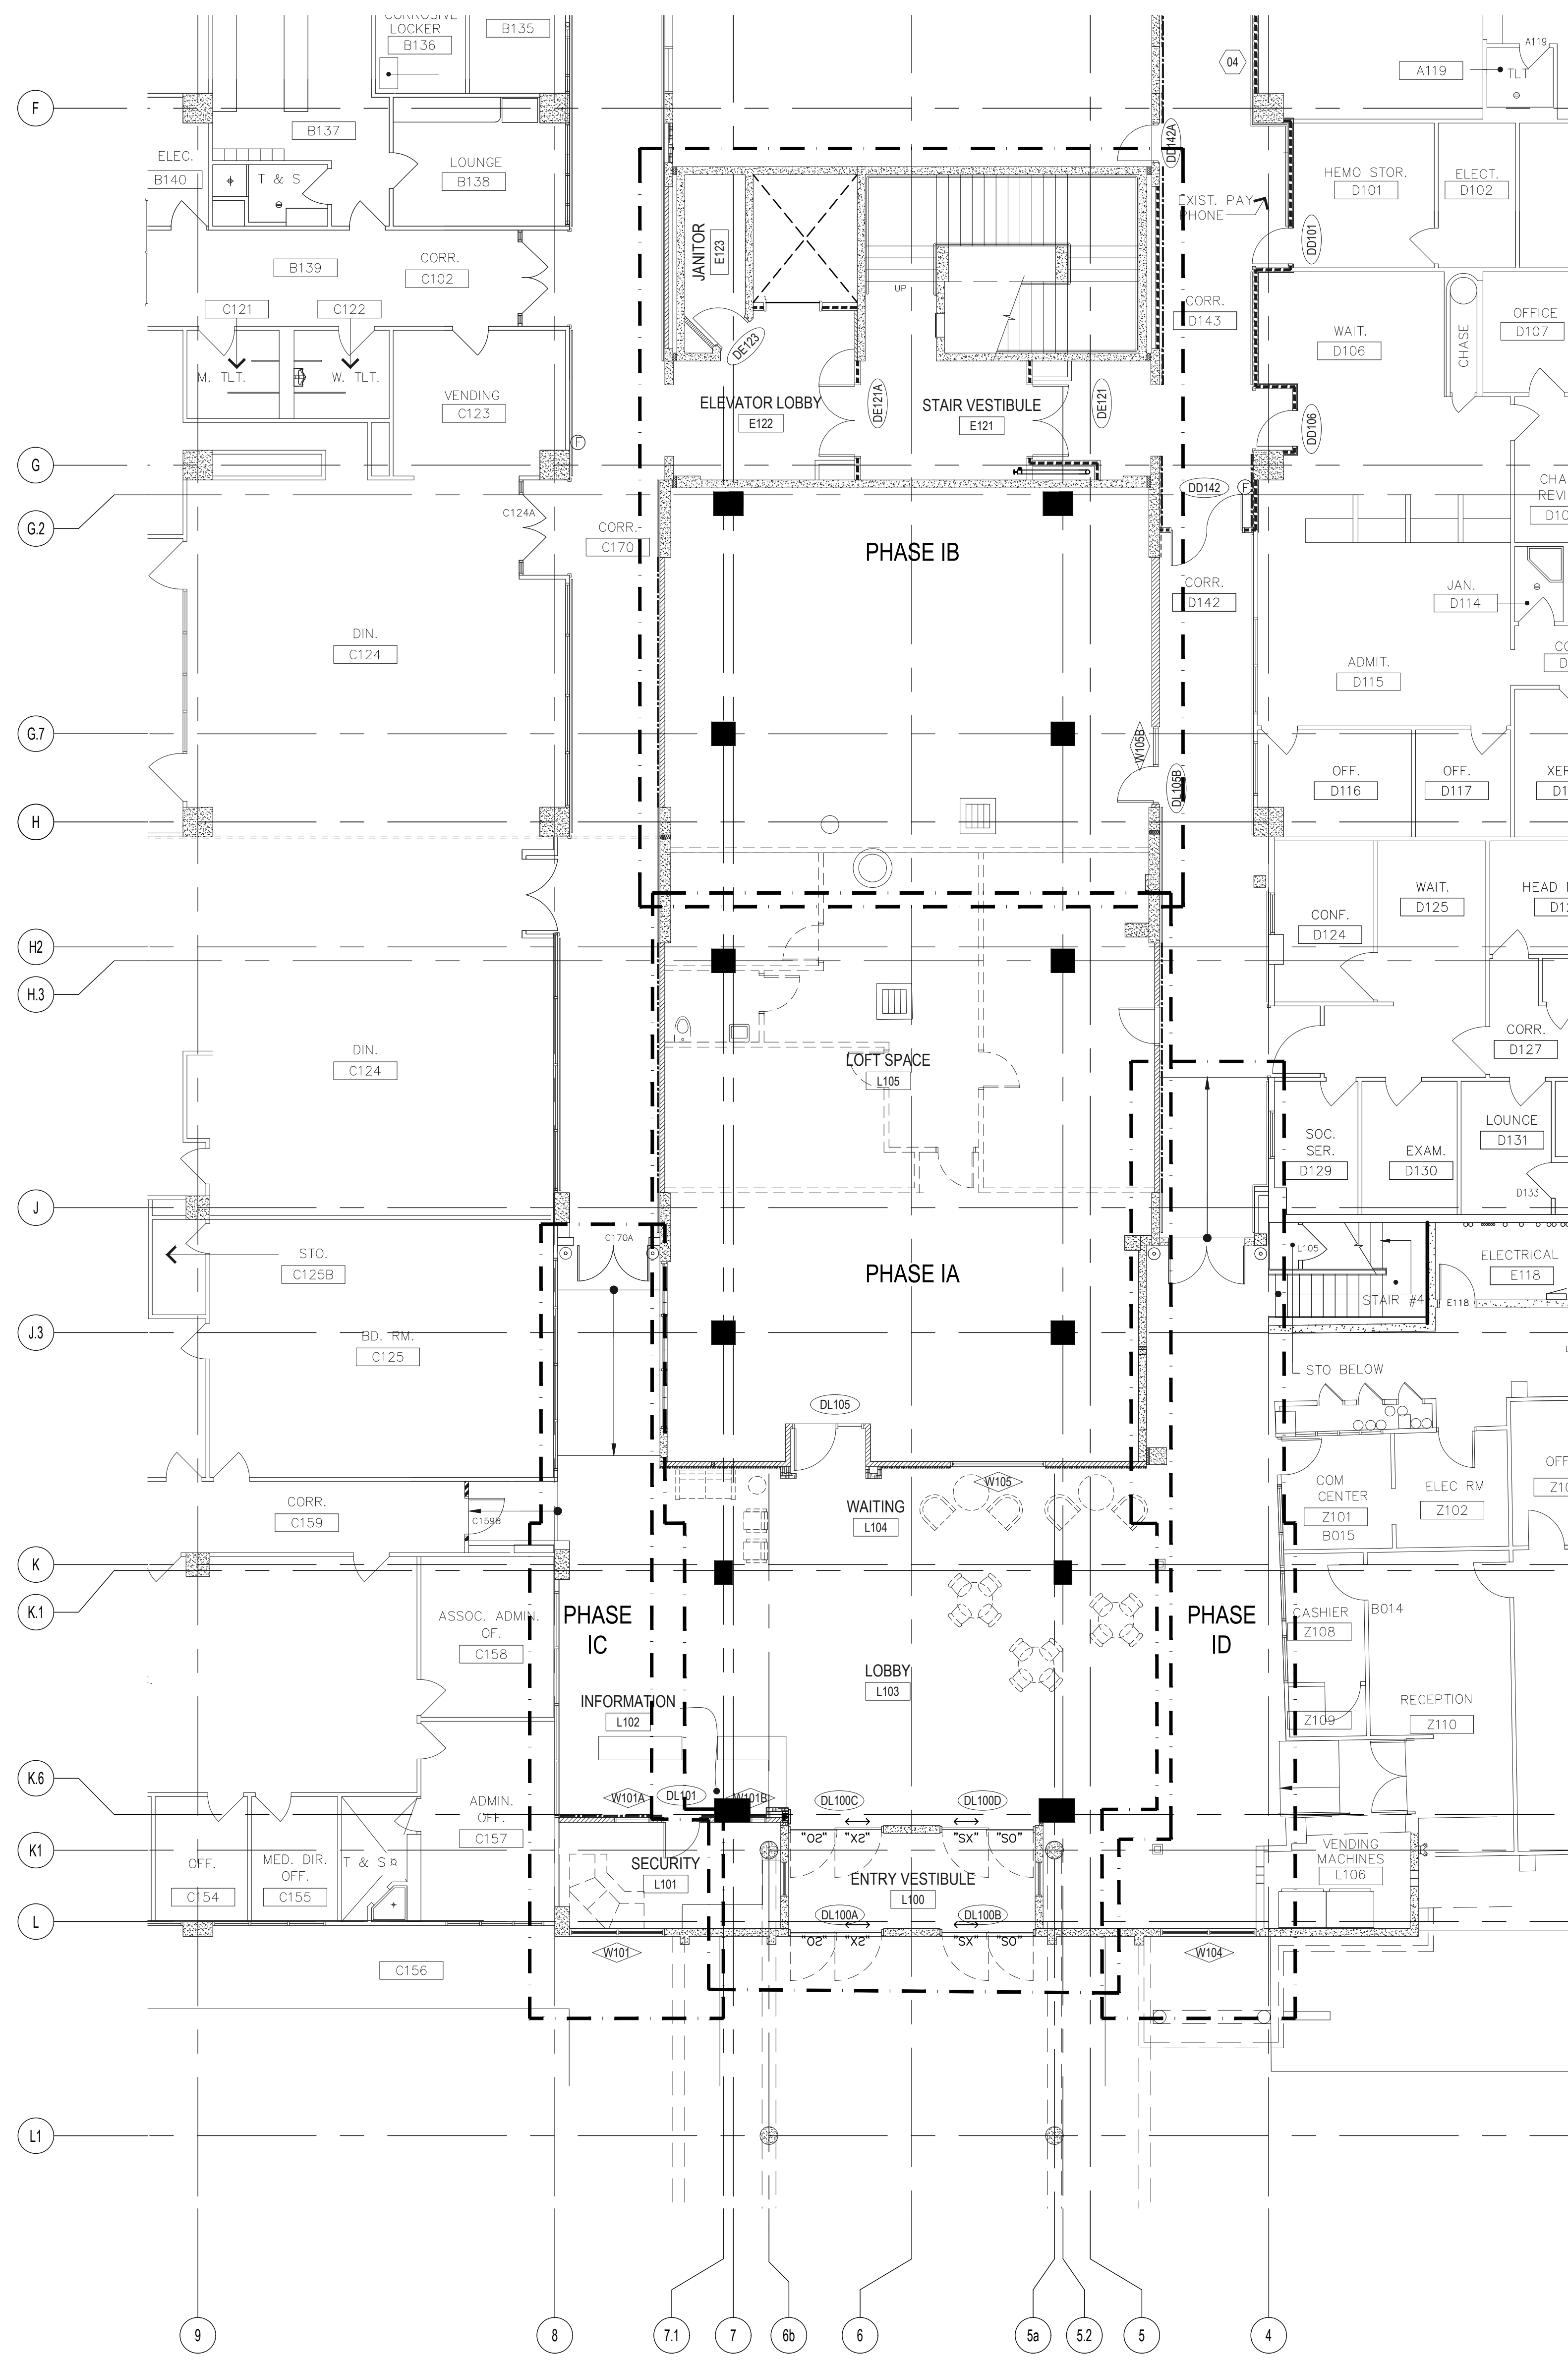 CORROSIVE
LOCKER
B136
B135
04
A119
A119
TLT
F
B137
DD142A
ELEC.
B140
T & S
LOUNGE
B138
HEMO STOR.
D101
ELECT.
D102
EXIST. PAY
PHONE
JANITOR
E123
DD101
B139
CORR.
C102
UP
CORR.
D143
C121
C122
WAIT.
D106
CHASE
OFFICE
D107
DE123
M. TLT.
W. TLT.
VENDING
C123
ELEVATOR LOBBY
E122
DE121A
STAIR VESTIBULE
E121
DE121
DD106
F
G
DD142
F
G.2
C124A
CORR.
C170
PHASE IB
CORR.
D142
JAN.
D114
DIN.
C124
ADMIT.
D115
G.7
W105B
DL105B
OFF.
D116
OFF.
D117
H
CONF.
D124
WAIT.
D125
HEAD
H2
H.3
CORR.
D127
DIN.
C124
LOFT SPACE
L105
SOC.
SER.
D129
EXAM.
D130
LOUNGE
D131
D133
J
C170A
L105
STO.
C125B
PHASE IA
ELECTRICAL
E118
STAIR #4
E118
J.3
BD. RM.
C125
STO BELOW
DL105
W105
COM
CENTER
Z101
B015
ELEC RM
Z102
CORR.
C159
C159B
WAITING
L104
K
K.1
ASSOC. ADMIN.
OF.
C158
PHASE
IC
PHASE
ID
CASHIER
Z108
B014
LOBBY
L103
INFORMATION
L102
Z109
RECEPTION
Z110
K.6
ADMIN.
OFF.
C157
W101A
DL101
W101B
DL100C
DL100D
"SO"
"SX"
"SX"
"SO"
K1
OFF.
C154
MED. DIR.
OFF.
C155
T & S
SECURITY
L101
ENTRY VESTIBULE
L100
VENDING
MACHINES
L106
L
DL100A
DL100B
"SO"
"SX"
"SX"
"SO"
W101
W104
C156
L1
9
8
7.1
7
6b
6
5a
5.2
5
4